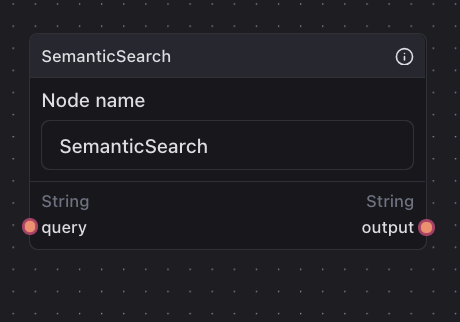 SemanticSearch
Node name
SemanticSearch
String String
query output